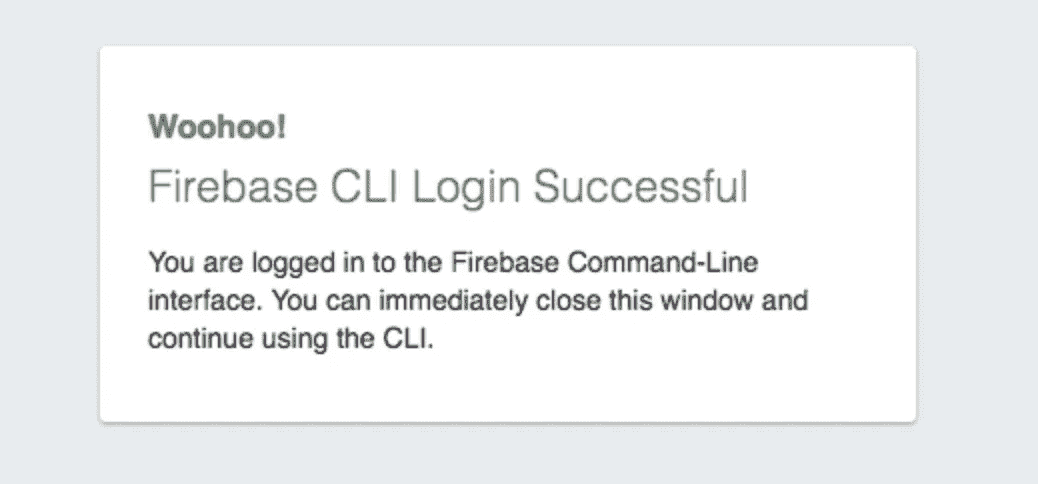 Woohoo!
Firebase CLI Login Successful
You are logged in to the Firebase Command-Line
interface. You can immediately close this window and
continue using the CLI.